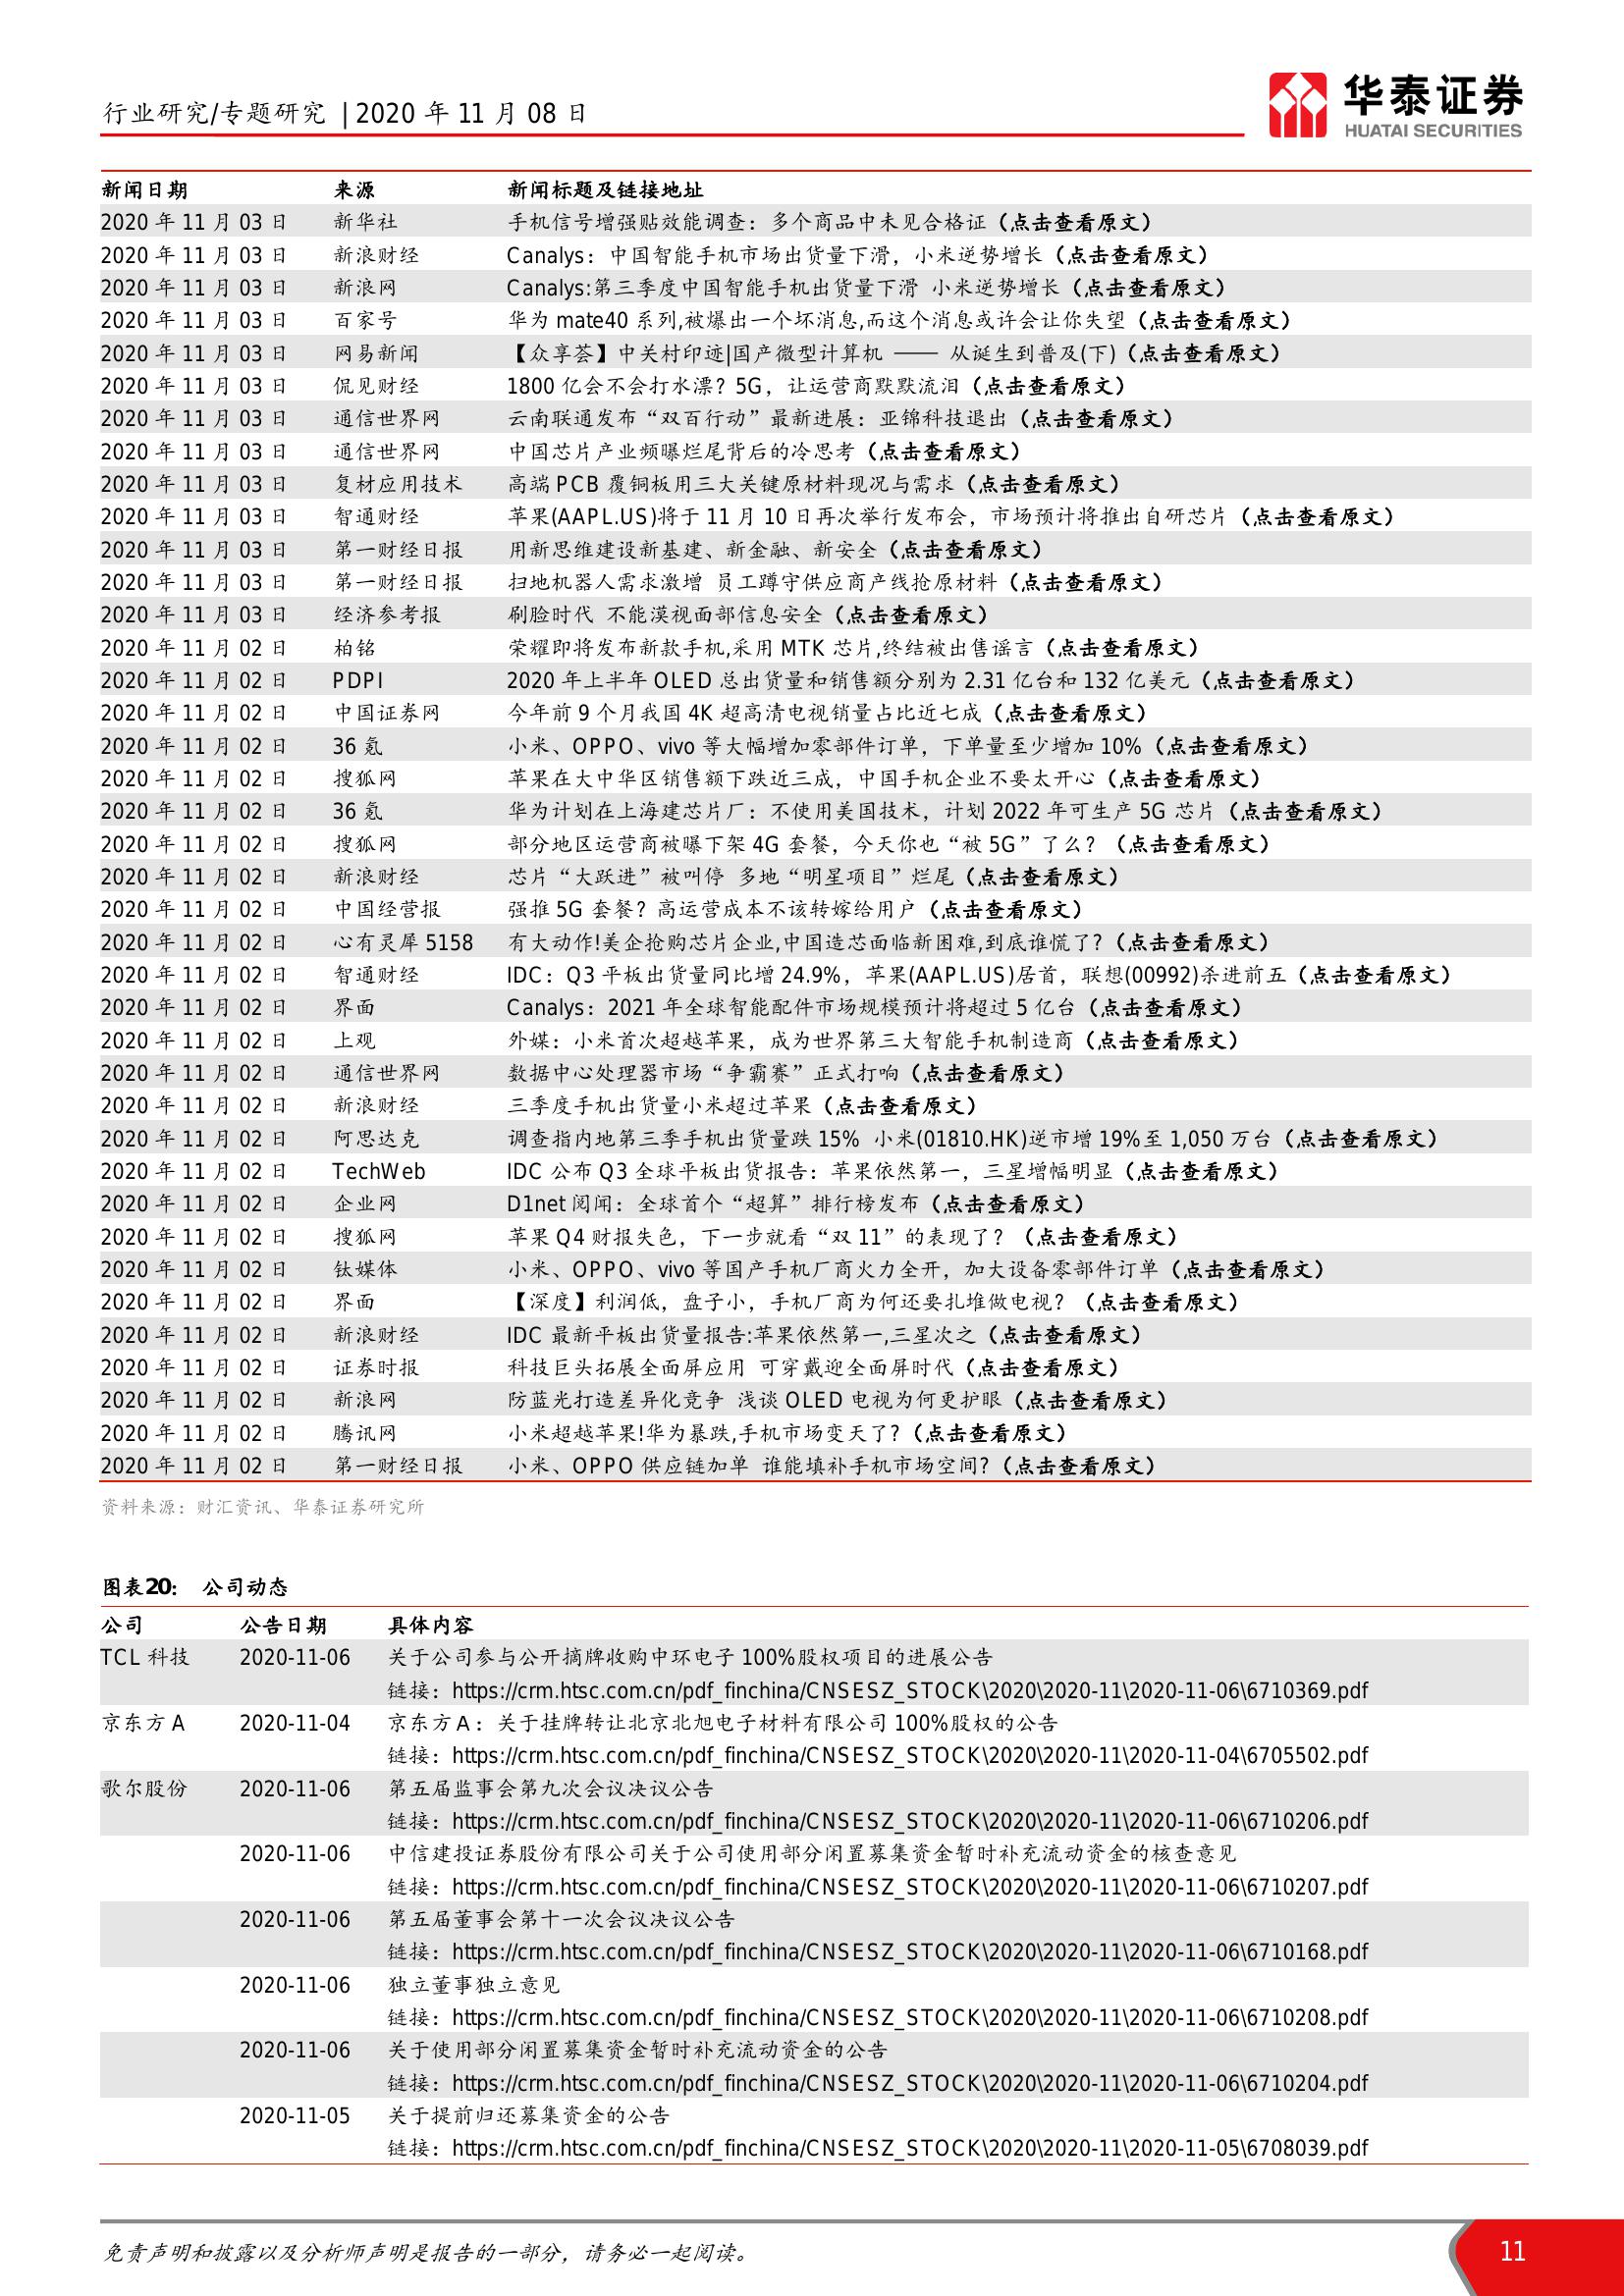 行业研究/专题研究 | 2020 年 11 月 08 日
华泰证券
HUATAI SECURITIES
新闻日期 来源 新闻标题及链接地址
2020 年 11 月 03 日 新华社 手机信号增强贴效能调查：多个商品中未见合格证（点击查看原文）
2020 年 11 月 03 日 新浪财经 Canalys：中国智能手机市场出货量下滑，小米逆势增长（点击查看原文）
2020 年 11 月 03 日 新浪网 Canalys:第三季度中国智能手机出货量下滑 小米逆势增长（点击查看原文）
2020 年 11 月 03 日 百家号 华为 mate40 系列,被爆出一个坏消息,而这个消息或许会让你失望（点击查看原文）
2020 年 11 月 03 日 网易新闻 【众享荟】中关村印迹|国产微型计算机 —— 从诞生到普及(下)（点击查看原文）
2020 年 11 月 03 日 侃见财经 1800 亿会不会打水漂？5G，让运营商默默流泪（点击查看原文）
2020 年 11 月 03 日 通信世界网 云南联通发布“双百行动”最新进展：亚锦科技退出（点击查看原文）
2020 年 11 月 03 日 通信世界网 中国芯片产业频曝烂尾背后的冷思考（点击查看原文）
2020 年 11 月 03 日 复材应用技术 高端 PCB 覆铜板用三大关键原材料现况与需求（点击查看原文）
2020 年 11 月 03 日 智通财经 苹果(AAPL.US)将于 11 月 10 日再次举行发布会，市场预计将推出自研芯片（点击查看原文）
2020 年 11 月 03 日 第一财经日报 用新思维建设新基建、新金融、新安全（点击查看原文）
2020 年 11 月 03 日 第一财经日报 扫地机器人需求激增 员工蹲守供应商产线抢原材料（点击查看原文）
2020 年 11 月 03 日 经济参考报 刷脸时代 不能漠视面部信息安全（点击查看原文）
2020 年 11 月 02 日 柏铭 荣耀即将发布新款手机,采用 MTK 芯片,终结被出售谣言（点击查看原文）
2020 年 11 月 02 日 PDPI 2020 年上半年 OLED 总出货量和销售额分别为 2.31 亿台和 132 亿美元（点击查看原文）
2020 年 11 月 02 日 中国证券网 今年前 9 个月我国 4K 超高清电视销量占比近七成（点击查看原文）
2020 年 11 月 02 日 36 氪 小米、OPPO、vivo 等大幅增加零部件订单，下单量至少增加 10%（点击查看原文）
2020 年 11 月 02 日 搜狐网 苹果在大中华区销售额下跌近三成，中国手机企业不要太开心（点击查看原文）
2020 年 11 月 02 日 36 氪 华为计划在上海建芯片厂：不使用美国技术，计划 2022 年可生产 5G 芯片（点击查看原文）
2020 年 11 月 02 日 搜狐网 部分地区运营商被曝下架 4G 套餐，今天你也“被 5G”了么？（点击查看原文）
2020 年 11 月 02 日 新浪财经 芯片“大跃进”被叫停 多地“明星项目”烂尾（点击查看原文）
2020 年 11 月 02 日 中国经营报 强推 5G 套餐？高运营成本不该转嫁给用户（点击查看原文）
2020 年 11 月 02 日 心有灵犀 5158 有大动作!美企抢购芯片企业,中国造芯面临新困难,到底谁慌了?（点击查看原文）
2020 年 11 月 02 日 智通财经 IDC：Q3 平板出货量同比增 24.9%，苹果(AAPL.US)居首，联想(00992)杀进前五（点击查看原文）
2020 年 11 月 02 日 界面 Canalys：2021 年全球智能配件市场规模预计将超过 5 亿台（点击查看原文）
2020 年 11 月 02 日 上观 外媒：小米首次超越苹果，成为世界第三大智能手机制造商（点击查看原文）
2020 年 11 月 02 日 通信世界网 数据中心处理器市场“争霸赛”正式打响（点击查看原文）
2020 年 11 月 02 日 新浪财经 三季度手机出货量小米超过苹果（点击查看原文）
2020 年 11 月 02 日 阿思达克 调查指内地第三季手机出货量跌 15% 小米(01810.HK)逆市增 19%至 1,050 万台（点击查看原文）
2020 年 11 月 02 日 TechWeb IDC 公布 Q3 全球平板出货报告：苹果依然第一，三星增幅明显（点击查看原文）
2020 年 11 月 02 日 企业网 D1net 阅闻：全球首个“超算”排行榜发布（点击查看原文）
2020 年 11 月 02 日 搜狐网 苹果 Q4 财报失色，下一步就看“双 11”的表现了？（点击查看原文）
2020 年 11 月 02 日 钛媒体 小米、OPPO、vivo 等国产手机厂商火力全开，加大设备零部件订单（点击查看原文）
2020 年 11 月 02 日 界面 【深度】利润低，盘子小，手机厂商为何还要扎堆做电视？（点击查看原文）
2020 年 11 月 02 日 新浪财经 IDC 最新平板出货量报告:苹果依然第一,三星次之（点击查看原文）
2020 年 11 月 02 日 证券时报 科技巨头拓展全面屏应用 可穿戴迎全面屏时代（点击查看原文）
2020 年 11 月 02 日 新浪网 防蓝光打造差异化竞争 浅谈 OLED 电视为何更护眼（点击查看原文）
2020 年 11 月 02 日 腾讯网 小米超越苹果!华为暴跌,手机市场变天了?（点击查看原文）
2020 年 11 月 02 日 第一财经日报 小米、OPPO 供应链加单 谁能填补手机市场空间?（点击查看原文）
资料来源：财汇资讯、华泰证券研究所
图表20： 公司动态
公司 公告日期 具体内容
TCL 科技 2020-11-06 关于公司参与公开摘牌收购中环电子 100%股权项目的进展公告
链接：https://crm.htsc.com.cn/pdf_finchina/CNSESZ_STOCK\2020\2020-11\2020-11-06\6710369.pdf
京东方 A 2020-11-04 京东方 A：关于挂牌转让北京北旭电子材料有限公司 100%股权的公告
链接：https://crm.htsc.com.cn/pdf_finchina/CNSESZ_STOCK\2020\2020-11\2020-11-04\6705502.pdf
歌尔股份 2020-11-06 第五届监事会第九次会议决议公告
链接：https://crm.htsc.com.cn/pdf_finchina/CNSESZ_STOCK\2020\2020-11\2020-11-06\6710206.pdf
2020-11-06 中信建投证券股份有限公司关于公司使用部分闲置募集资金暂时补充流动资金的核查意见
链接：https://crm.htsc.com.cn/pdf_finchina/CNSESZ_STOCK\2020\2020-11\2020-11-06\6710207.pdf
2020-11-06 第五届董事会第十一次会议决议公告
链接：https://crm.htsc.com.cn/pdf_finchina/CNSESZ_STOCK\2020\2020-11\2020-11-06\6710168.pdf
2020-11-06 独立董事独立意见
链接：https://crm.htsc.com.cn/pdf_finchina/CNSESZ_STOCK\2020\2020-11\2020-11-06\6710208.pdf
2020-11-06 关于使用部分闲置募集资金暂时补充流动资金的公告
链接：https://crm.htsc.com.cn/pdf_finchina/CNSESZ_STOCK\2020\2020-11\2020-11-06\6710204.pdf
2020-11-05 关于提前归还募集资金的公告
链接：https://crm.htsc.com.cn/pdf_finchina/CNSESZ_STOCK\2020\2020-11\2020-11-05\6708039.pdf
免责声明和披露以及分析师声明是报告的一部分，请务必一起阅读。
11